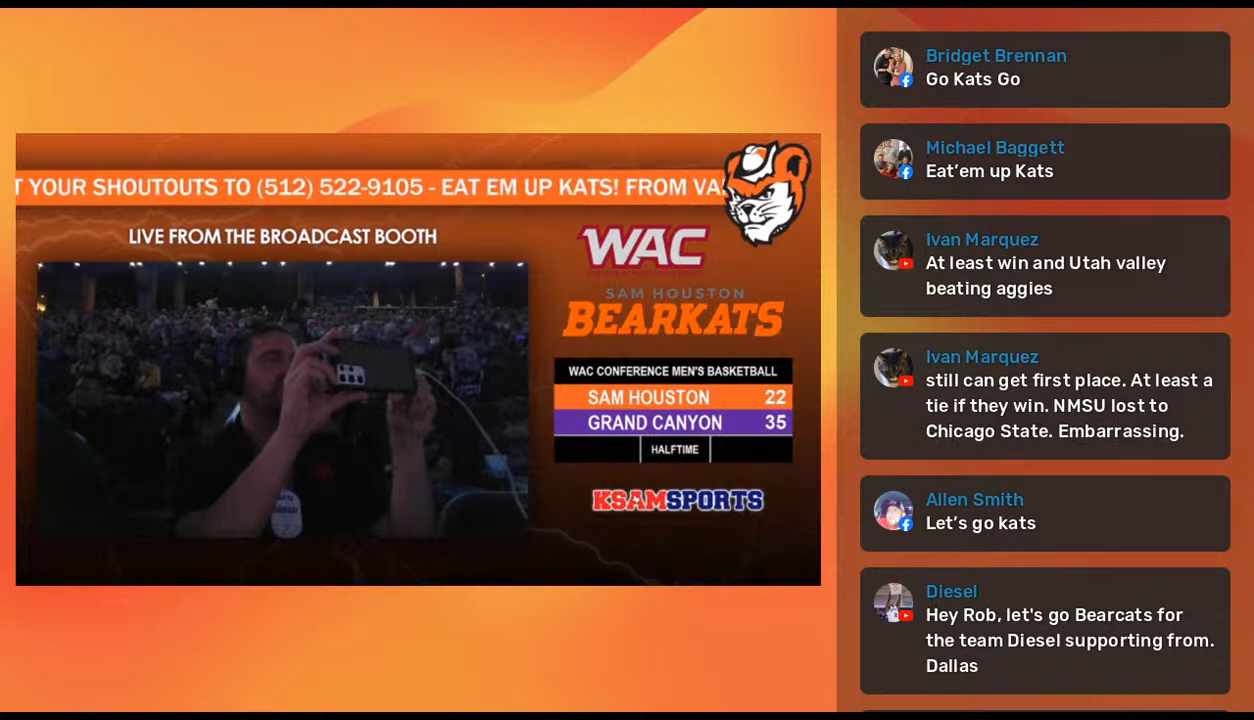 T YOUR SHOUTOUTS TO (512) 522-9105 - EAT EM UP KATS! FROM VA
LIVE FROM THE BROADCAST BOOTH
WAC
SAM HOUSTON
BEARKATS
WAC CONFERENCE MEN'S BASKETBALL
SAM HOUSTON 22
GRAND CANYON 35
HALFTIME
KSAMSPORTS
Bridget Brennan
Go Kats Go
Michael Baggett
Eat’em up Kats
Ivan Marquez
At least win and Utah valley
beating aggies
Ivan Marquez
still can get first place. At least a
tie if they win. NMSU lost to
Chicago State. Embarrassing.
Allen Smith
Let’s go kats
Diesel
Hey Rob, let's go Bearcats for
the team Diesel supporting from.
Dallas